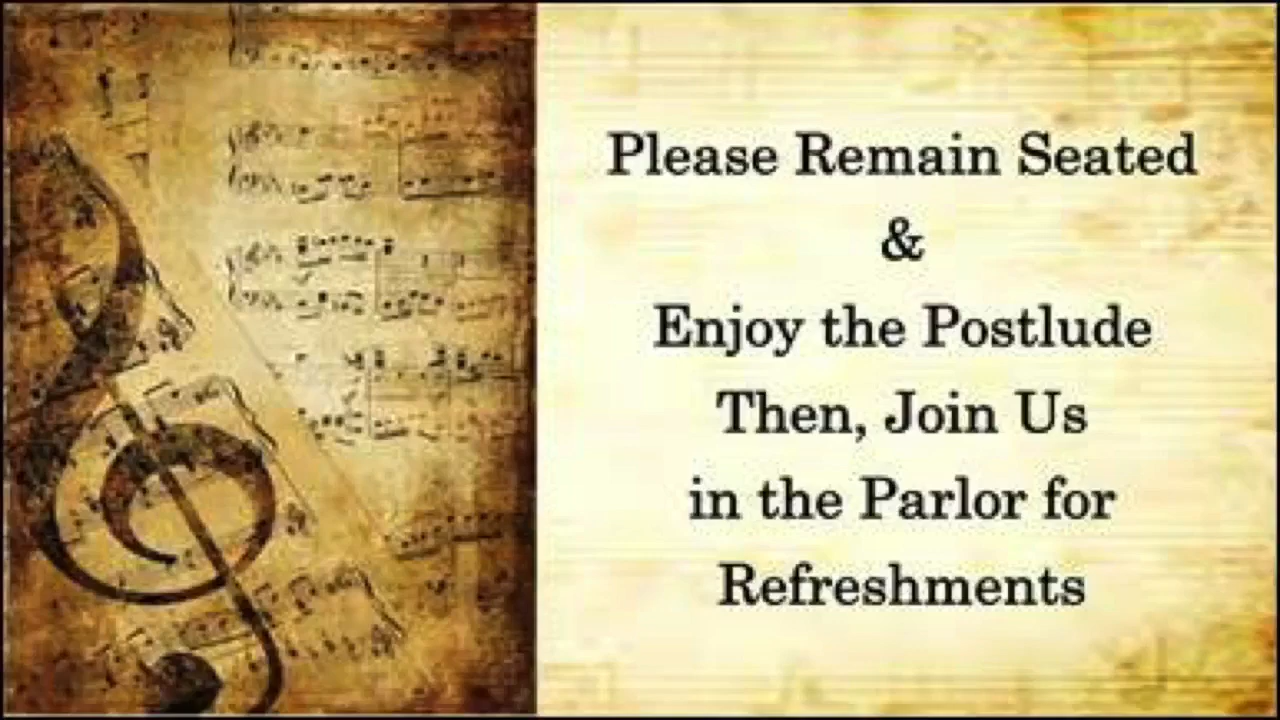 Please Remain Seated
&
Enjoy the Postlude
Then, Join Us
in the Parlor for
Refreshments